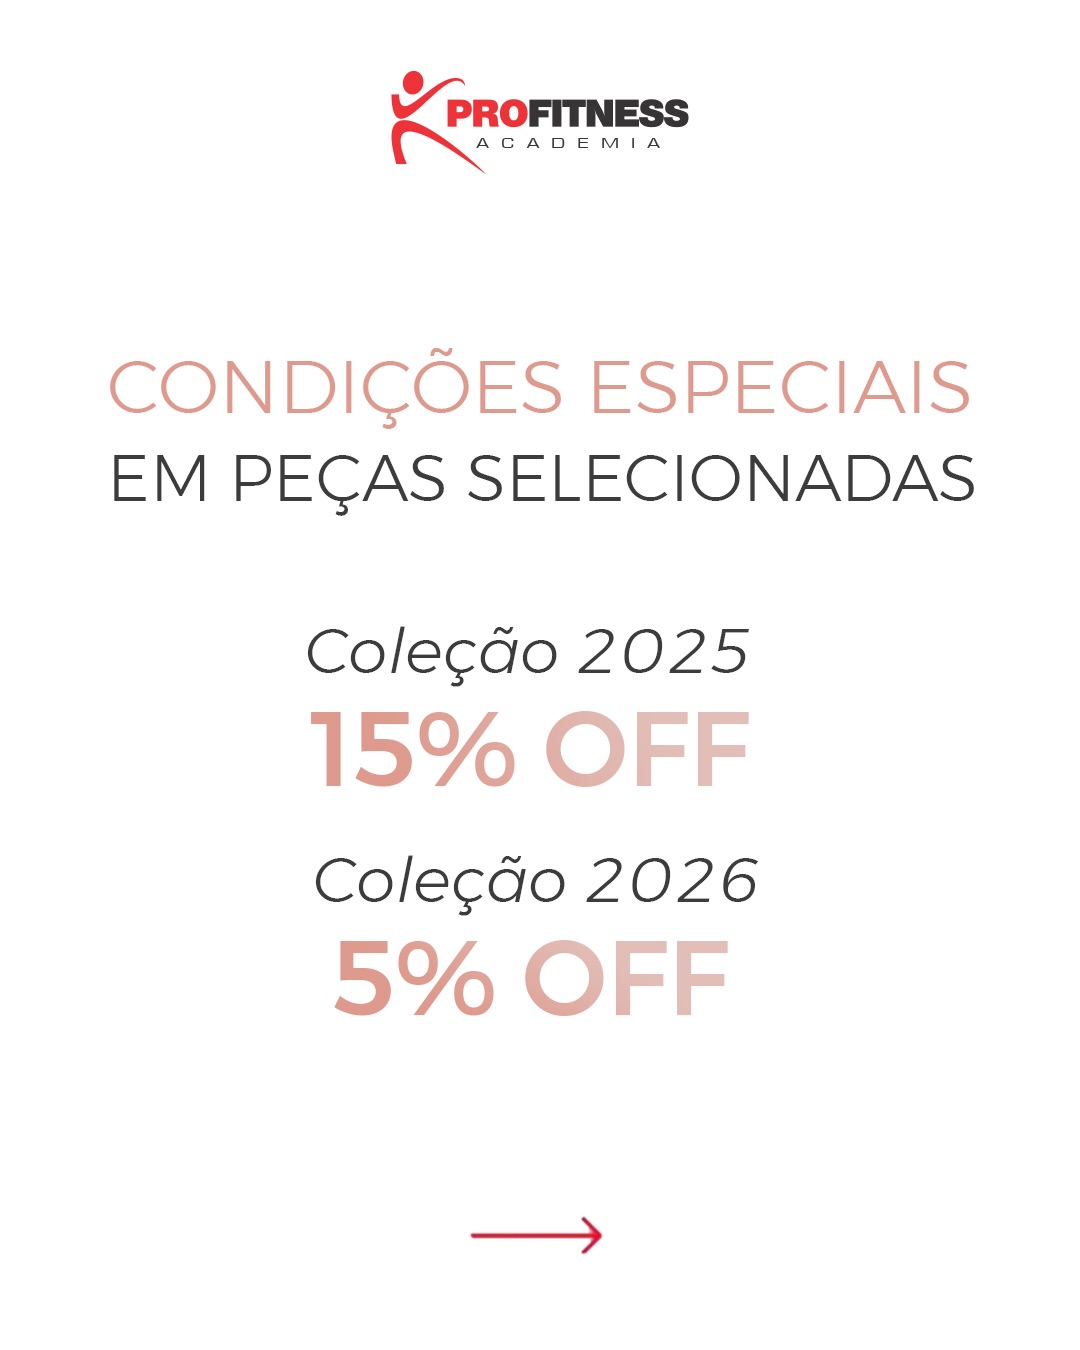 PROFITNESS
ACADEMIA
CONDIÇÕES ESPECIAIS
EM PEÇAS SELECIONADAS
Coleção 2025
15% OFF
Coleção 2026
5% OFF